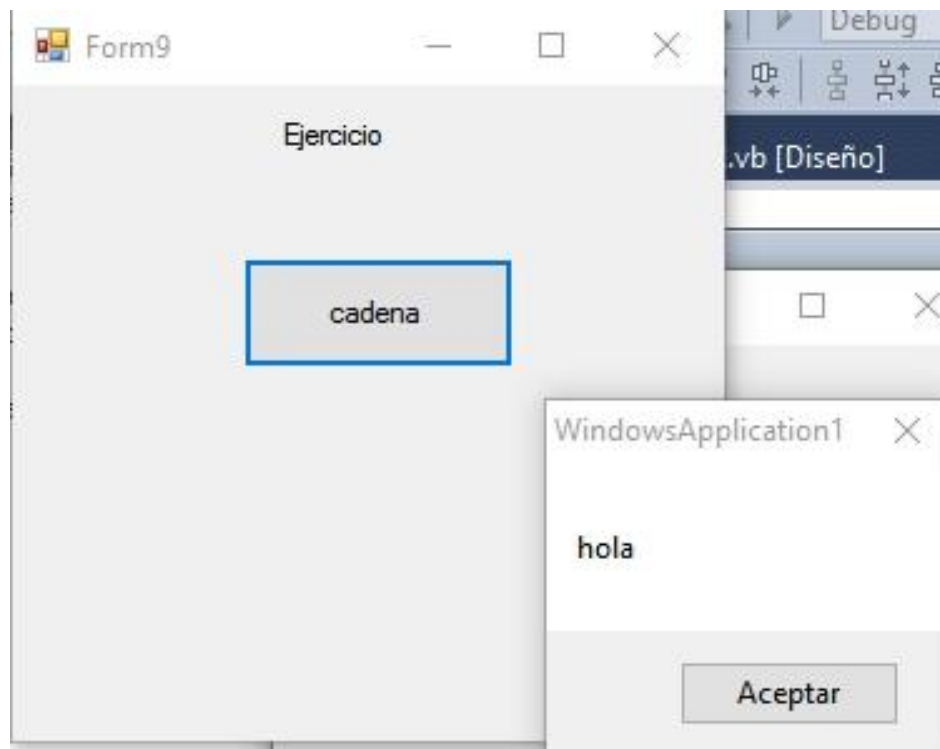 Form9
Debug
Ejercicio
.vb [Diseño]
cadena
WindowsApplication1
hola
Aceptar